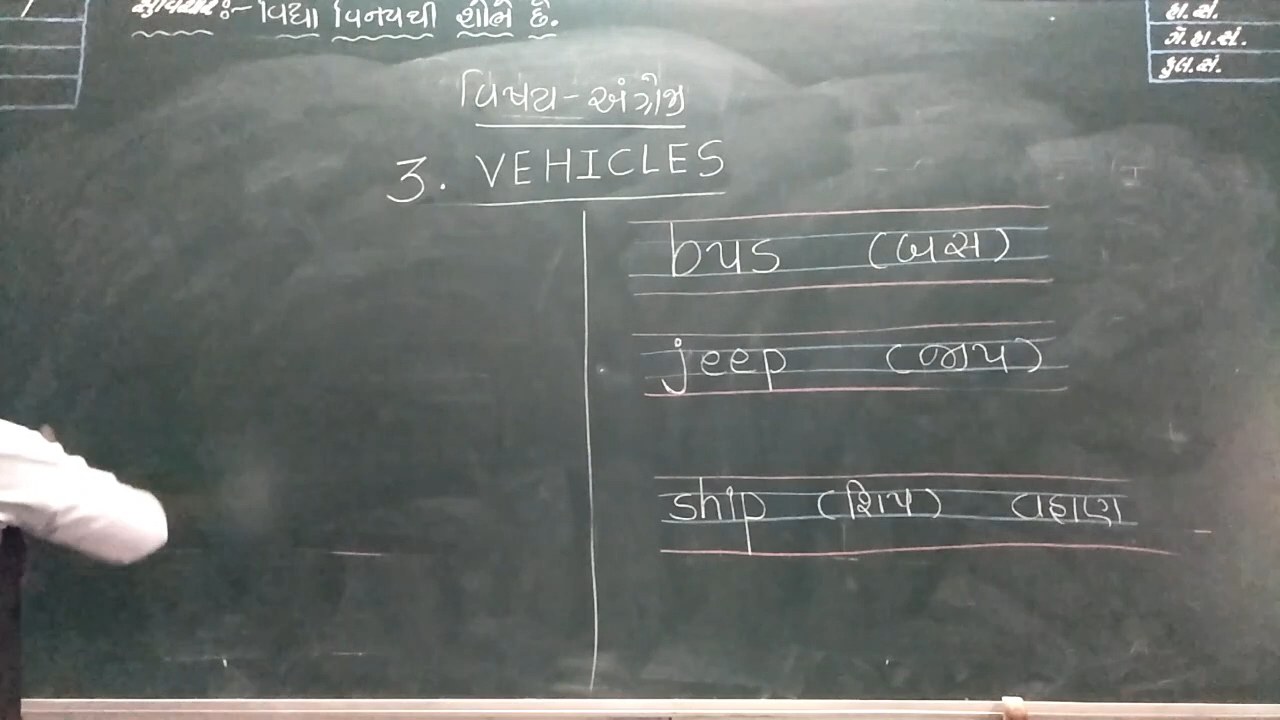 સુવિચાર :- વિદ્યા વિનયથી શોભે છે.
હા.સં.
ગે.હા.સં.
કુલ.સં.
વિષય - અંગ્રેજી
3. VEHICLES
bus (બસ)
jeep (જીપ)
ship (શિપ) વહાણ